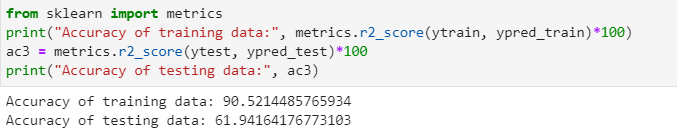 from sklearn import metrics
print("Accuracy of training data:", metrics.r2_score(ytrain, ypred_train)*100)
ac3 = metrics.r2_score(ytest, ypred_test)*100
print("Accuracy of testing data:", ac3)
Accuracy of training data: 90.5214485765934
Accuracy of testing data: 61.94164176773103